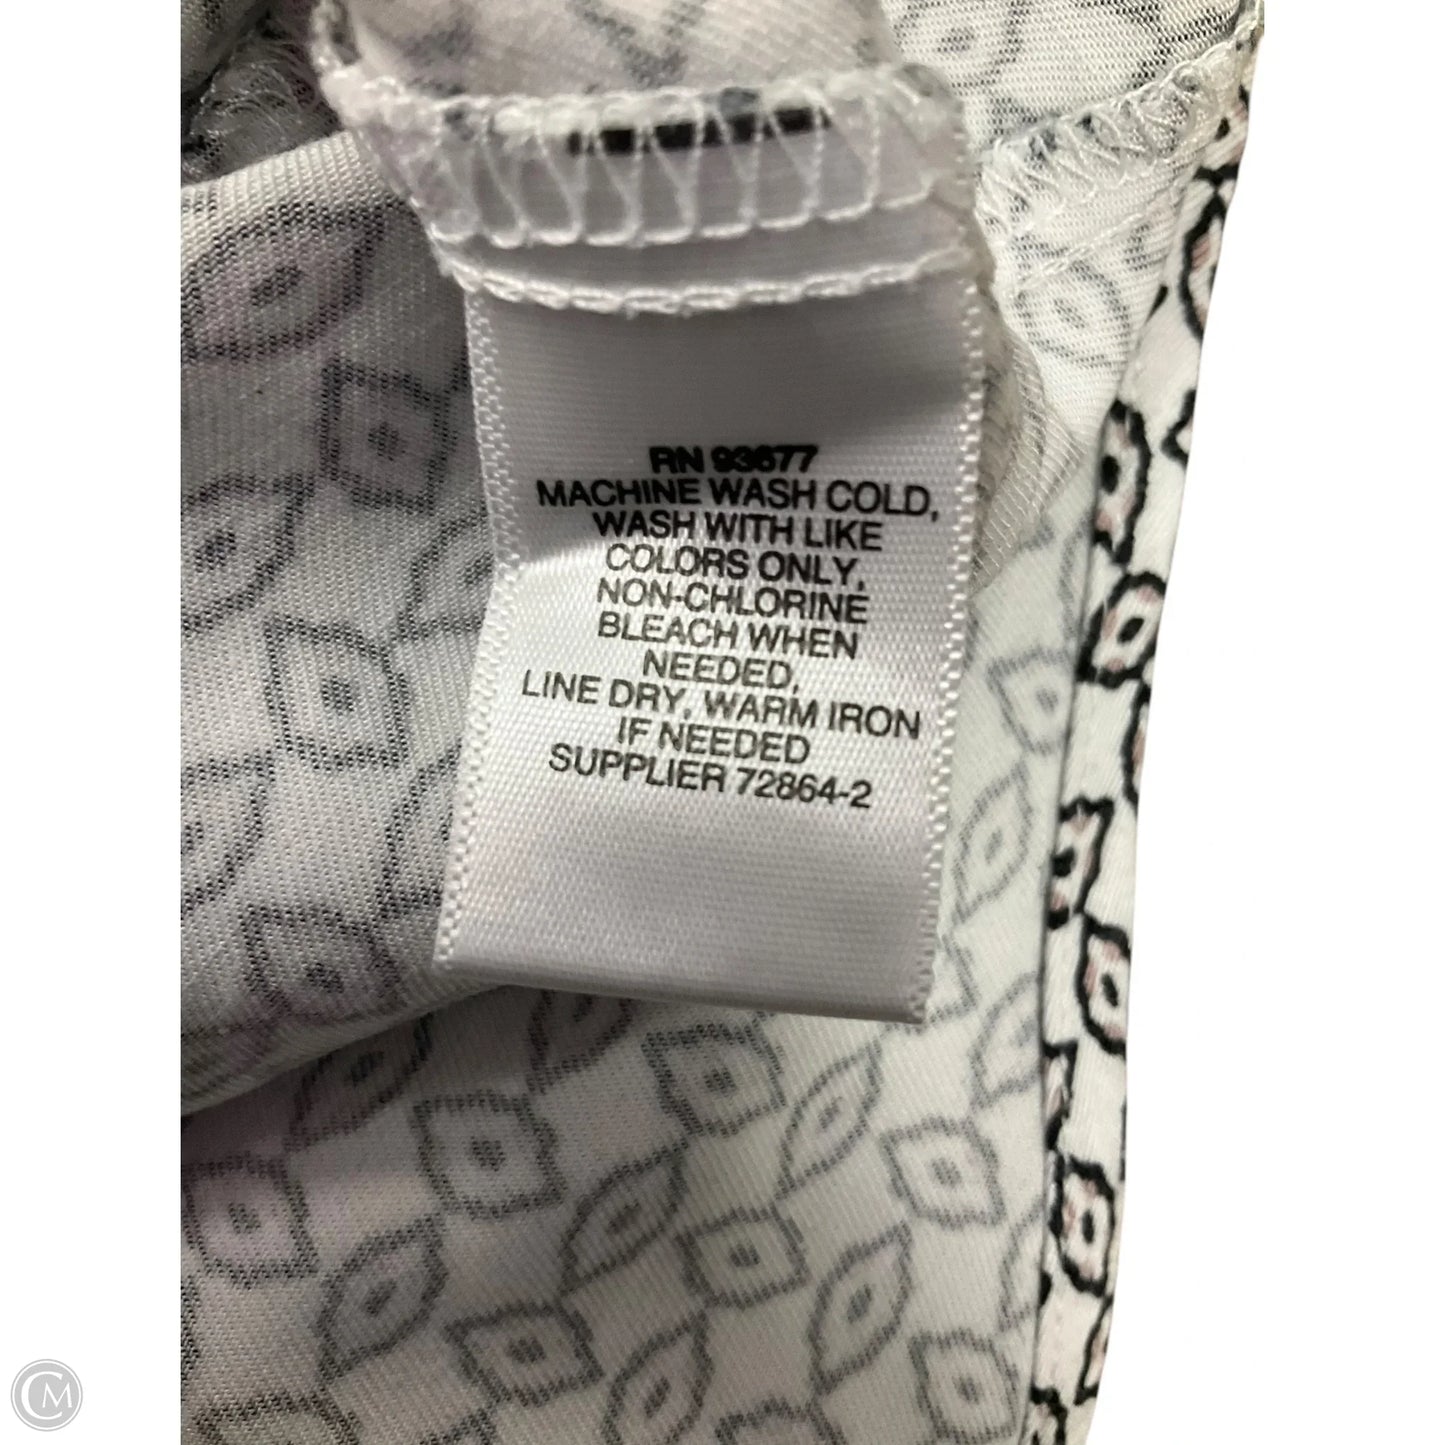 RN 93677
MACHINE WASH COLD,
WASH WITH LIKE
COLORS ONLY,
NON-CHLORINE
BLEACH WHEN
NEEDED,
LINE DRY, WARM IRON
IF NEEDED
SUPPLIER 72864-2
CM